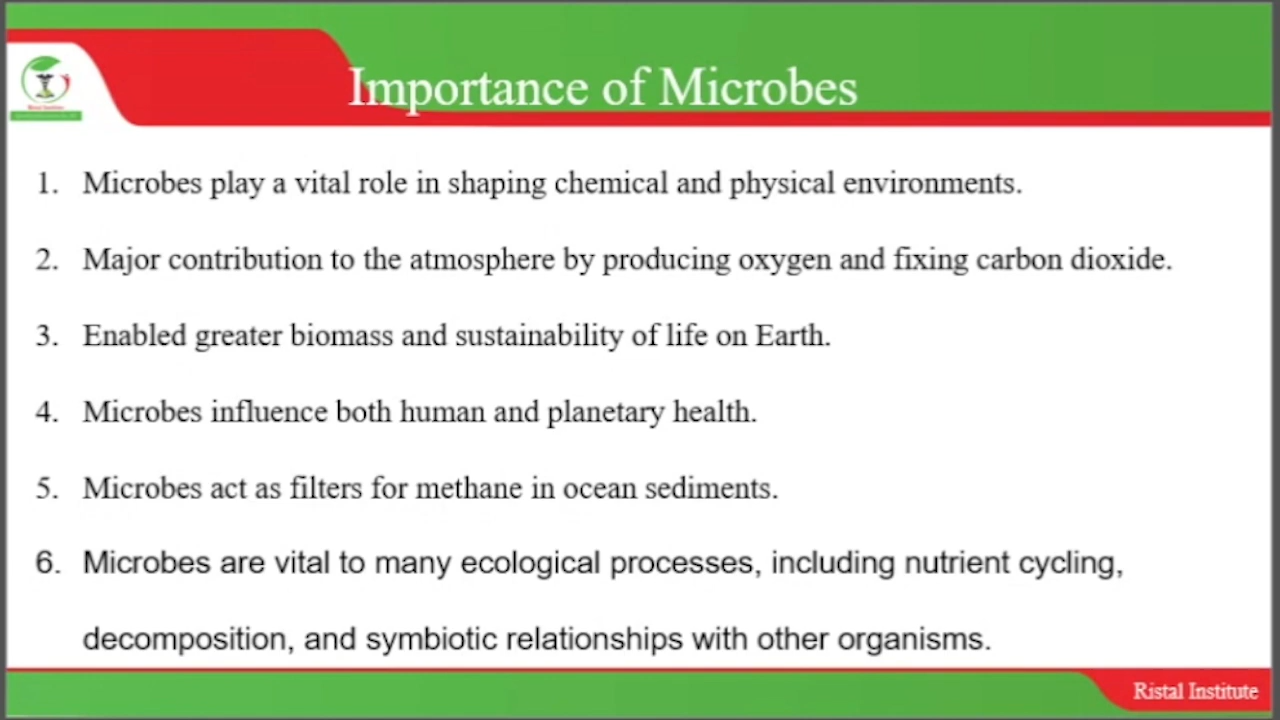 Importance of Microbes
1. Microbes play a vital role in shaping chemical and physical environments.
2. Major contribution to the atmosphere by producing oxygen and fixing carbon dioxide.
3. Enabled greater biomass and sustainability of life on Earth.
4. Microbes influence both human and planetary health.
5. Microbes act as filters for methane in ocean sediments.
6. Microbes are vital to many ecological processes, including nutrient cycling,
decomposition, and symbiotic relationships with other organisms.
Ristal Institute